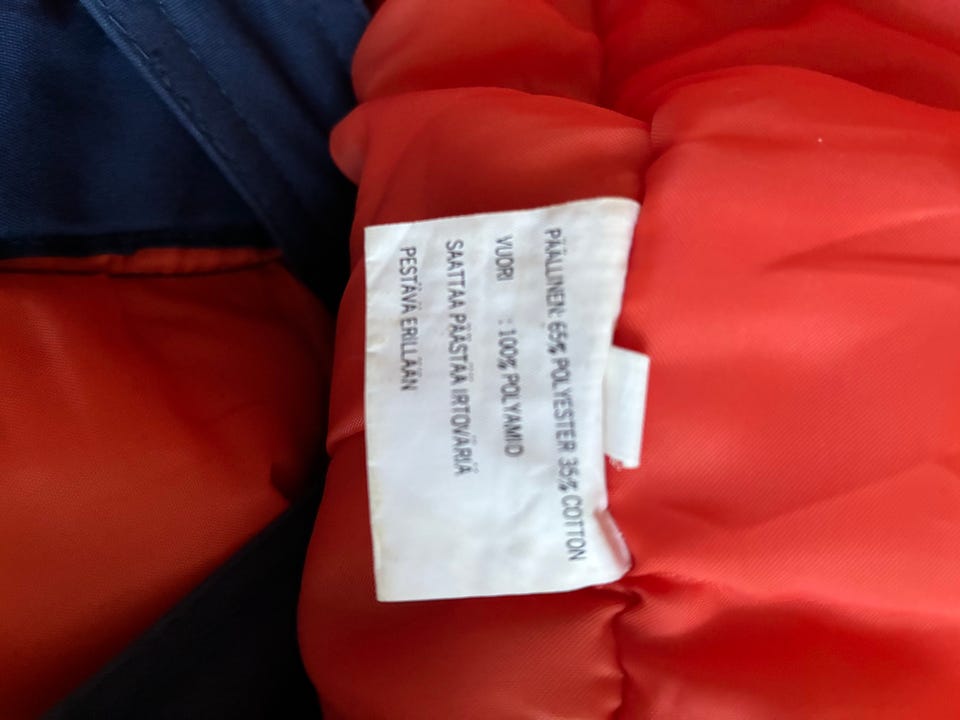 PÄÄLLINEN: 65% POLYESTER 35% COTTON
VUORI : 100% POLYAMID
SAATTAA PÄÄSTÄÄ IRTOVÄRIÄ
PESTÄVÄ ERILLÄÄN